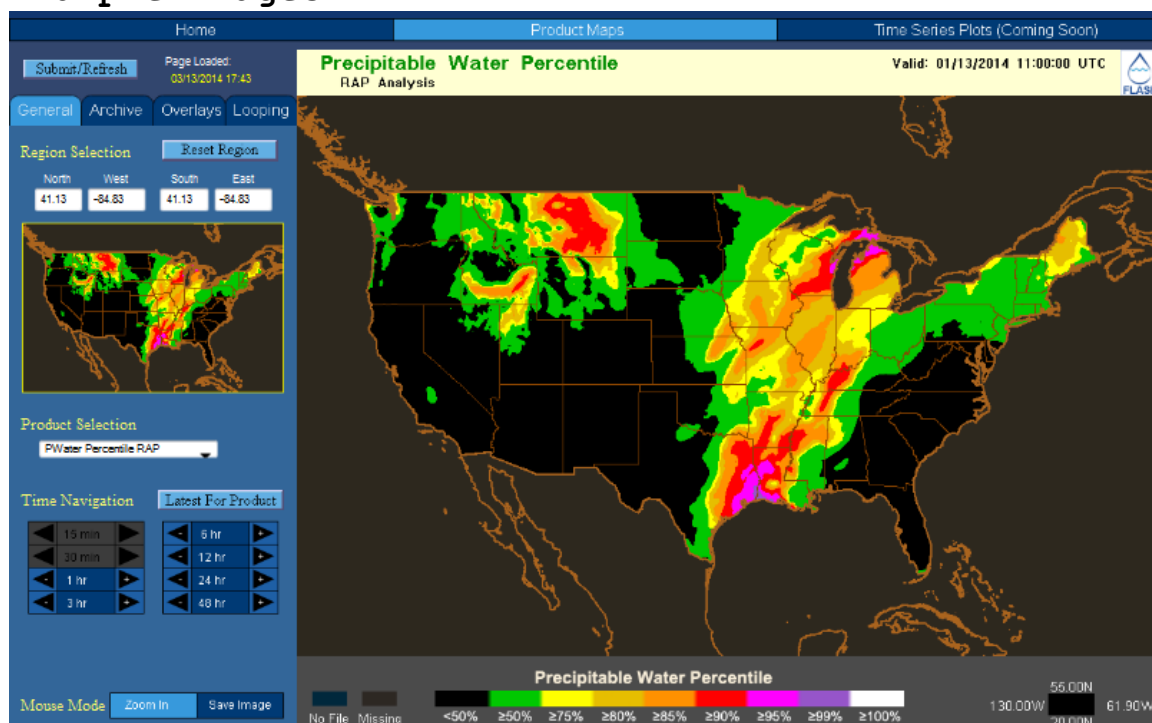 Home
Product Maps
Time Series Plots (Coming Soon)
Submit/Refresh
Page Loaded:
03/13/2014 17:43
Precipitable Water Percentile
RAP Analysis
Valid: 01/13/2014 11:00:00 UTC
FLASH
General
Archive
Overlays
Looping
Region Selection
Reset Region
North
West
South
East
41.13
-84.83
41.13
-84.83
Product Selection
PWater Percentile RAP
Time Navigation
Latest For Product
15 min
6 hr
30 min
12 hr
1 hr
24 hr
3 hr
48 hr
Mouse Mode
Zoom In
Save Image
Precipitable Water Percentile
No File
Missing
<50%
≥50%
≥75%
≥80%
≥85%
≥90%
≥95%
≥99%
≥100%
55.00N
130.00W
61.90W
20.00N